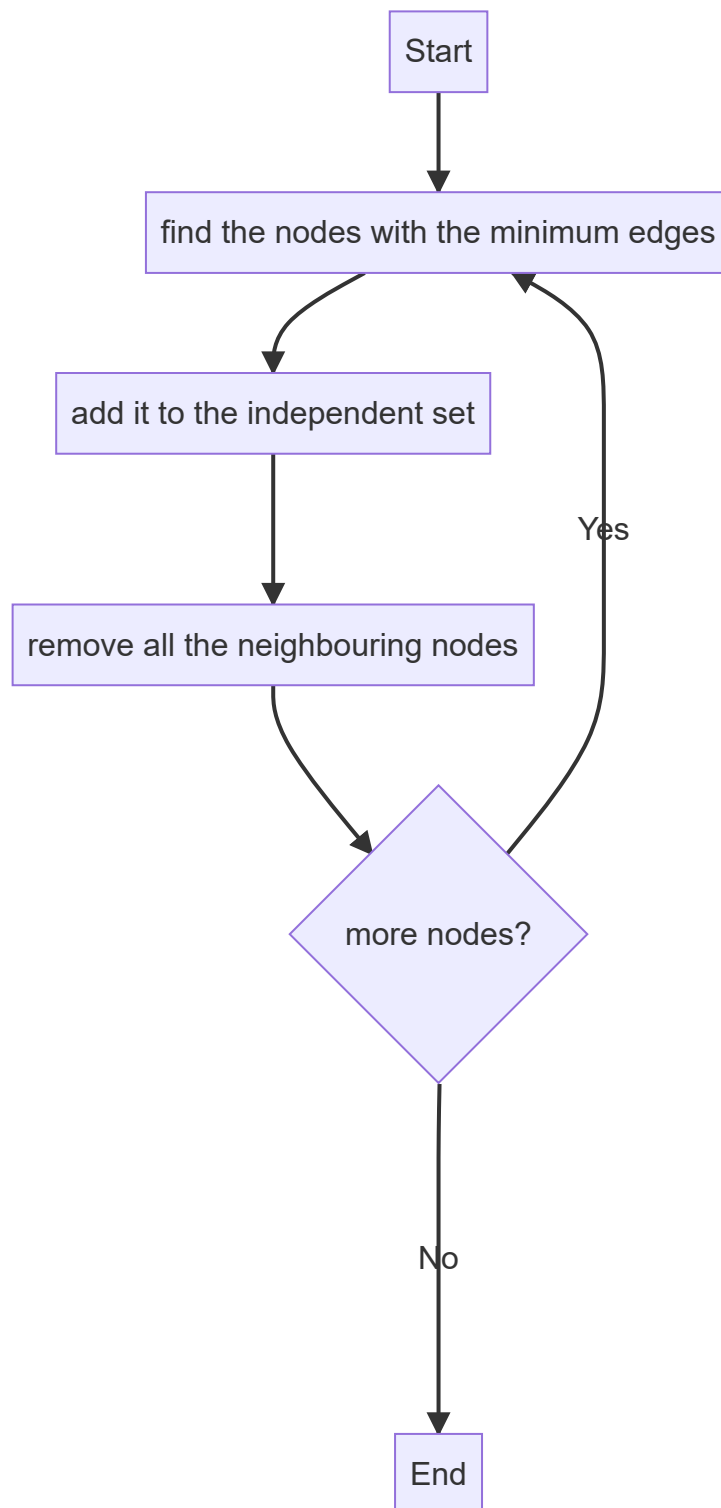 Start
find the nodes with the minimum edges
add it to the independent set
Yes
remove all the neighbouring nodes
more nodes?
No
End